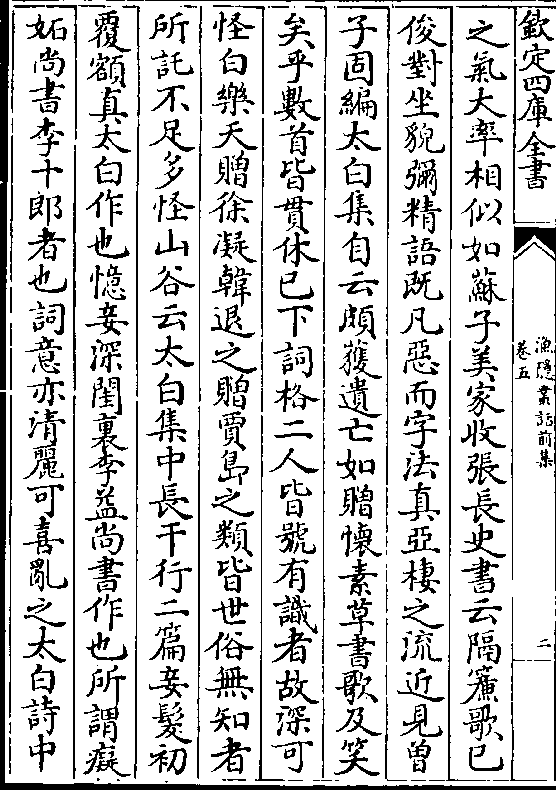 欽定四庫全書
漁隱叢話前集
卷五
二
之氣大率相似如蘇子美家收張長史書云隔簾歌已
俊對坐貌彌精語既凡惡而字法真亞棲之流近見曾
子固編太白集自云頗獲遺亡如贈懷素草書歌及笑
矣乎數首皆貫休已下詞格二人皆號有識者故深可
怪白樂天贈徐凝韓退之贈賈島之類皆世俗無知者
所託不足多怪山谷云太白集中長干行二篇妾髮初
覆額真太白作也憶妾深閨裏李益尚書作也所謂癡
妬尚書李十郎者也詞意亦清麗可喜亂之太白詩中